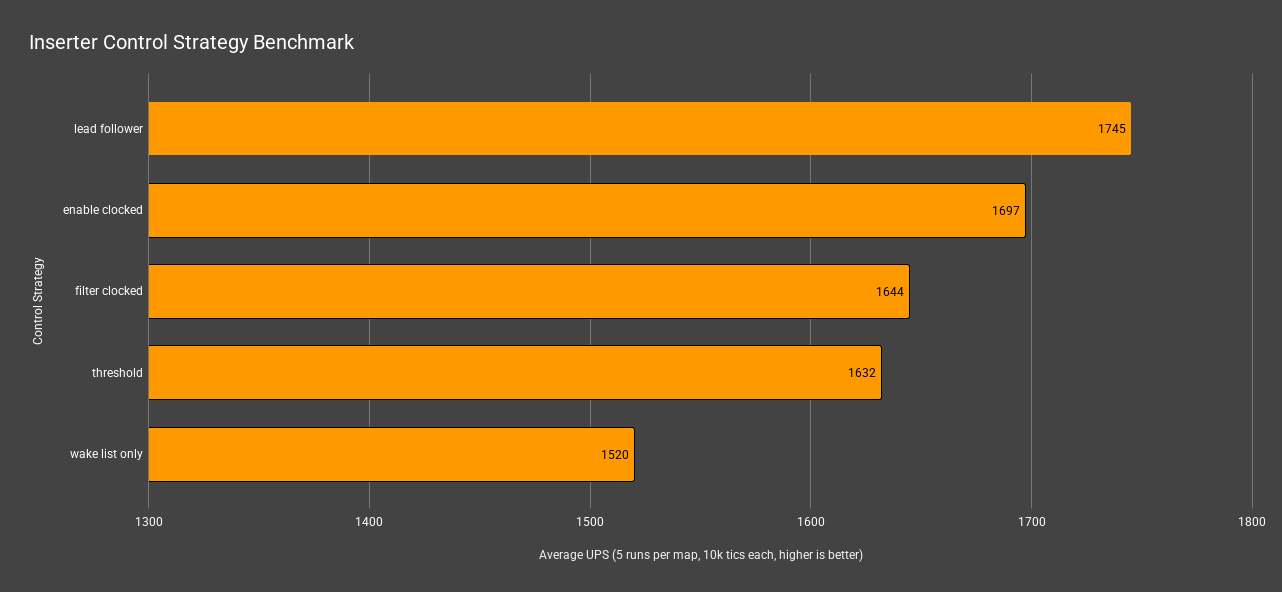 Inserter Control Strategy Benchmark
lead follower
1745
enable clocked
1697
filter clocked
1644
threshold
1632
wake list only
1520
Control Strategy
1300
1400
1500
1600
1700
1800
Average UPS (5 runs per map, 10k tics each, higher is better)